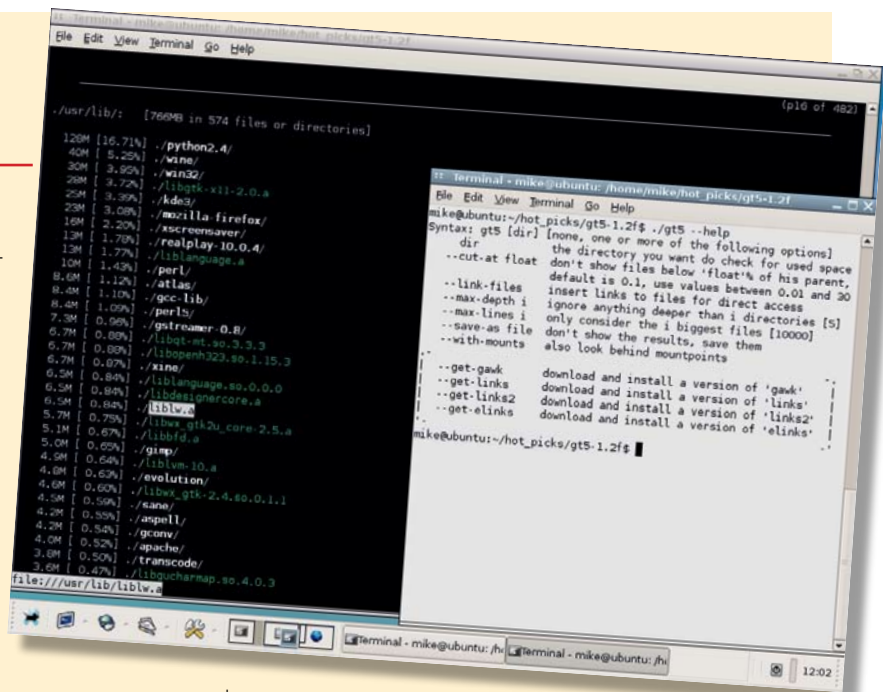 Terminal - mike@ubuntu: /home/mike/hot_picks/gt5-1.2f
File Edit View Terminal Go Help
(p16 of 482)
./usr/lib/: [766MB in 574 files or directories]
128M [16.71%] ./python2.4/
40M [ 5.25%] ./wine/
30M [ 3.95%] ./win32/
28M [ 3.72%] ./libgtk-x11-2.0.a
25M [ 3.39%] ./kde3/
23M [ 3.08%] ./mozilla-firefox/
16M [ 2.20%] ./xscreensaver/
13M [ 1.78%] ./realplay-10.0.4/
13M [ 1.77%] ./liblanguage.a
10M [ 1.43%] ./perl/
8.6M [ 1.12%] ./atlas/
8.4M [ 1.10%] ./gcc-lib/
8.4M [ 1.09%] ./perl5/
7.3M [ 0.96%] ./gstreamer-0.8/
6.7M [ 0.88%] ./libqt-mt.so.3.3.3
6.7M [ 0.88%] ./libopenh323.so.1.15.3
6.7M [ 0.87%] ./xine/
6.5M [ 0.84%] ./liblanguage.so.0.0.0
6.5M [ 0.84%] ./libdesignercore.a
6.5M [ 0.84%] ./liblw.a
5.7M [ 0.75%] ./libwx_gtk2u_core-2.5.a
5.1M [ 0.67%] ./libbfd.a
5.0M [ 0.65%] ./gimp/
4.9M [ 0.64%] ./liblvm-10.a
4.8M [ 0.63%] ./evolution/
4.6M [ 0.60%] ./libwx_gtk-2.4.so.0.1.1
4.5M [ 0.59%] ./sane/
4.2M [ 0.55%] ./aspell/
4.2M [ 0.54%] ./gconv/
4.0M [ 0.52%] ./apache/
3.8M [ 0.50%] ./transcode/
3.6M [ 0.47%] ./libgucharmap.so.4.0.3
file:///usr/lib/liblw.a
Terminal - mike@ubuntu: /home/mike/hot_picks/gt5-1.2f
File Edit View Terminal Go Help
mike@ubuntu:~/hot_picks/gt5-1.2f$ ./gt5 --help
Syntax: gt5 [dir] [none, one or more of the following options]
dir the directory you want do check for used space
--cut-at float don't show files below 'float'% of his parent,
default is 0.1, use values between 0.01 and 30
--link-files insert links to files for direct access
--max-depth i ignore anything deeper than i directories [5]
--max-lines i only consider the i biggest files [10000]
--save-as file don't show the results, save them
--with-mounts also look behind mountpoints
--get-gawk download and install a version of 'gawk'
--get-links download and install a version of 'links'
--get-links2 download and install a version of 'links2'
--get-elinks download and install a version of 'elinks'
mike@ubuntu:~/hot_picks/gt5-1.2f$
Terminal - mike@ubuntu: /h
Terminal - mike@ubuntu: /h
12:02